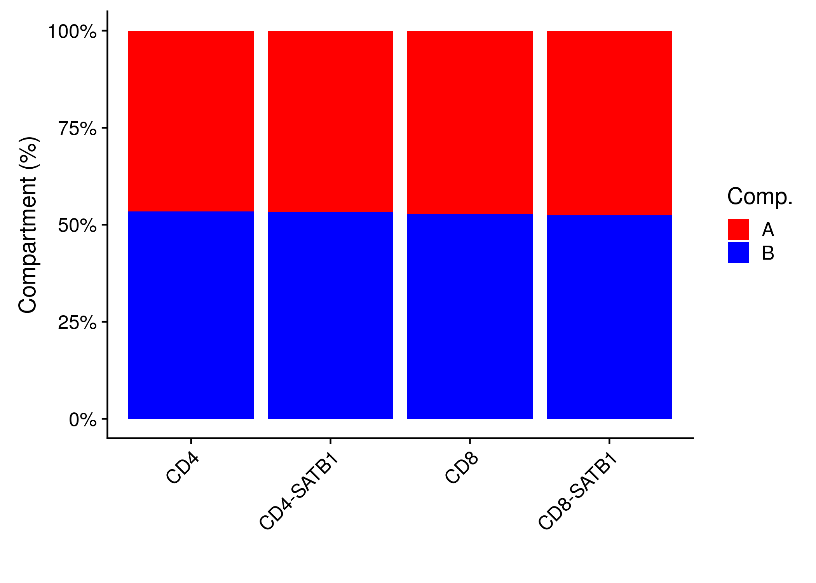 100%
75%
50%
25%
0%
Compartment (%)
CD4
CD4-SATB1
CD8
CD8-SATB1
Comp.
A
B